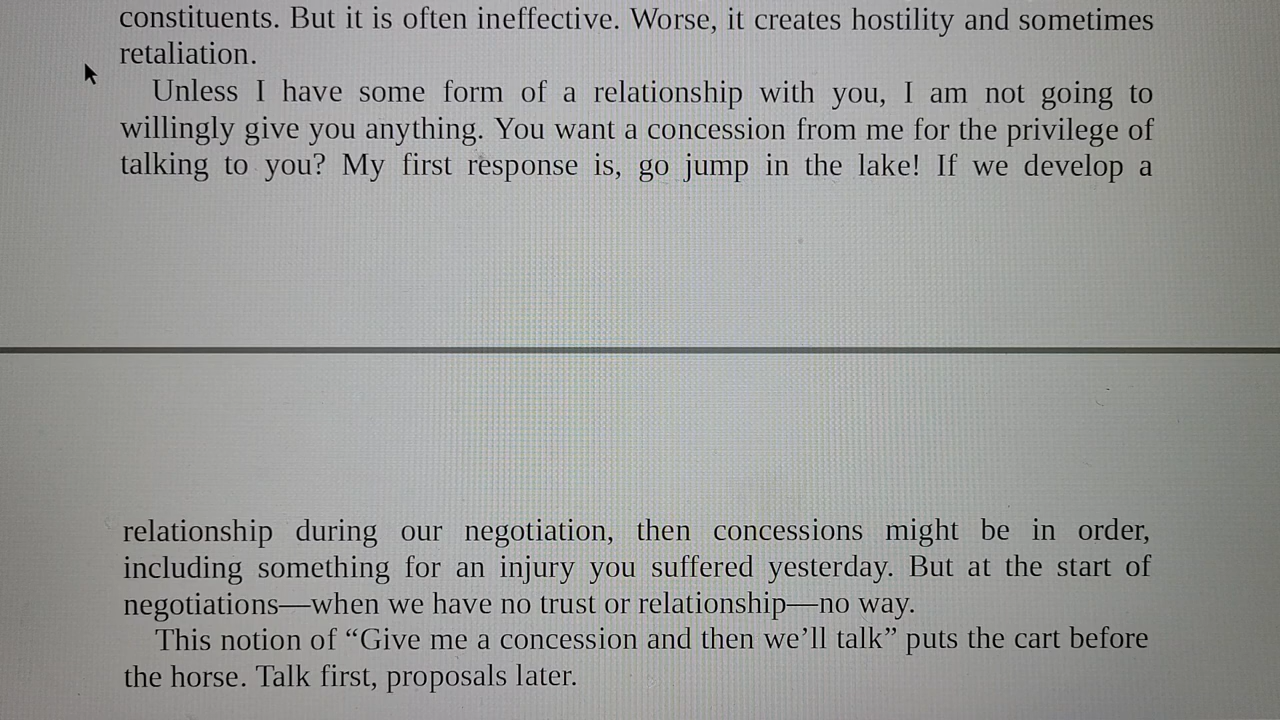 constituents. But it is often ineffective. Worse, it creates hostility and sometimes
retaliation.
Unless I have some form of a relationship with you, I am not going to
willingly give you anything. You want a concession from me for the privilege of
talking to you? My first response is, go jump in the lake! If we develop a
relationship during our negotiation, then concessions might be in order,
including something for an injury you suffered yesterday. But at the start of
negotiations—when we have no trust or relationship—no way.
This notion of “Give me a concession and then we’ll talk” puts the cart before
the horse. Talk first, proposals later.